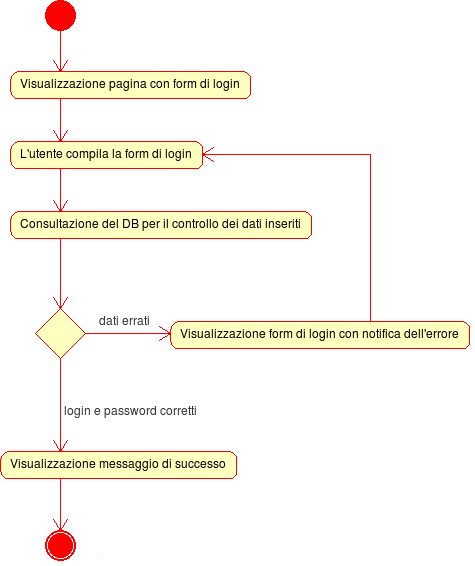 Visualizzazione pagina con form di login
L'utente compila la form di login
Consultazione del DB per il controllo dei dati inseriti
dati errati
Visualizzazione form di login con notifica dell'errore
login e password corretti
Visualizzazione messaggio di successo